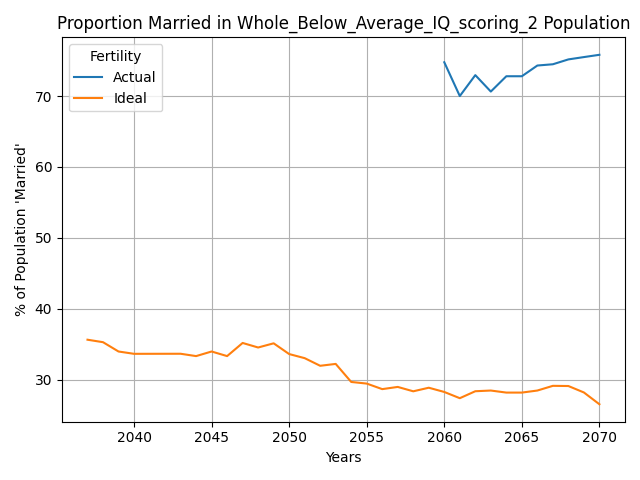 Proportion Married in Whole_Below_Average_IQ_scoring_2 Population
Fertility
Actual
Ideal
% of Population 'Married'
70
60
50
40
30
2040 2045 2050 2055 2060 2065 2070
Years